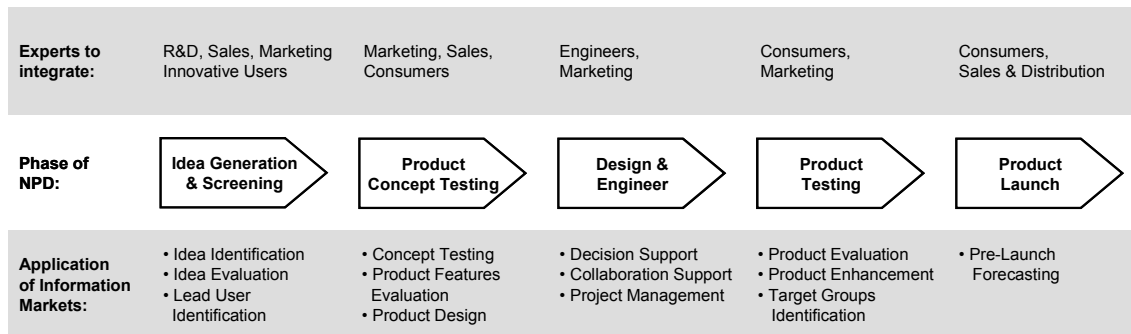 Experts to
integrate:
R&D, Sales, Marketing
Innovative Users
Marketing, Sales,
Consumers
Engineers,
Marketing
Consumers,
Marketing
Consumers,
Sales & Distribution
Phase of
NPD:
Idea Generation
& Screening
Product
Concept Testing
Design &
Engineer
Product
Testing
Product
Launch
Application
of Information
Markets:
• Idea Identification
• Idea Evaluation
• Lead User
Identification
• Concept Testing
• Product Features
Evaluation
• Product Design
• Decision Support
• Collaboration Support
• Project Management
• Product Evaluation
• Product Enhancement
• Target Groups
Identification
• Pre-Launch
Forecasting